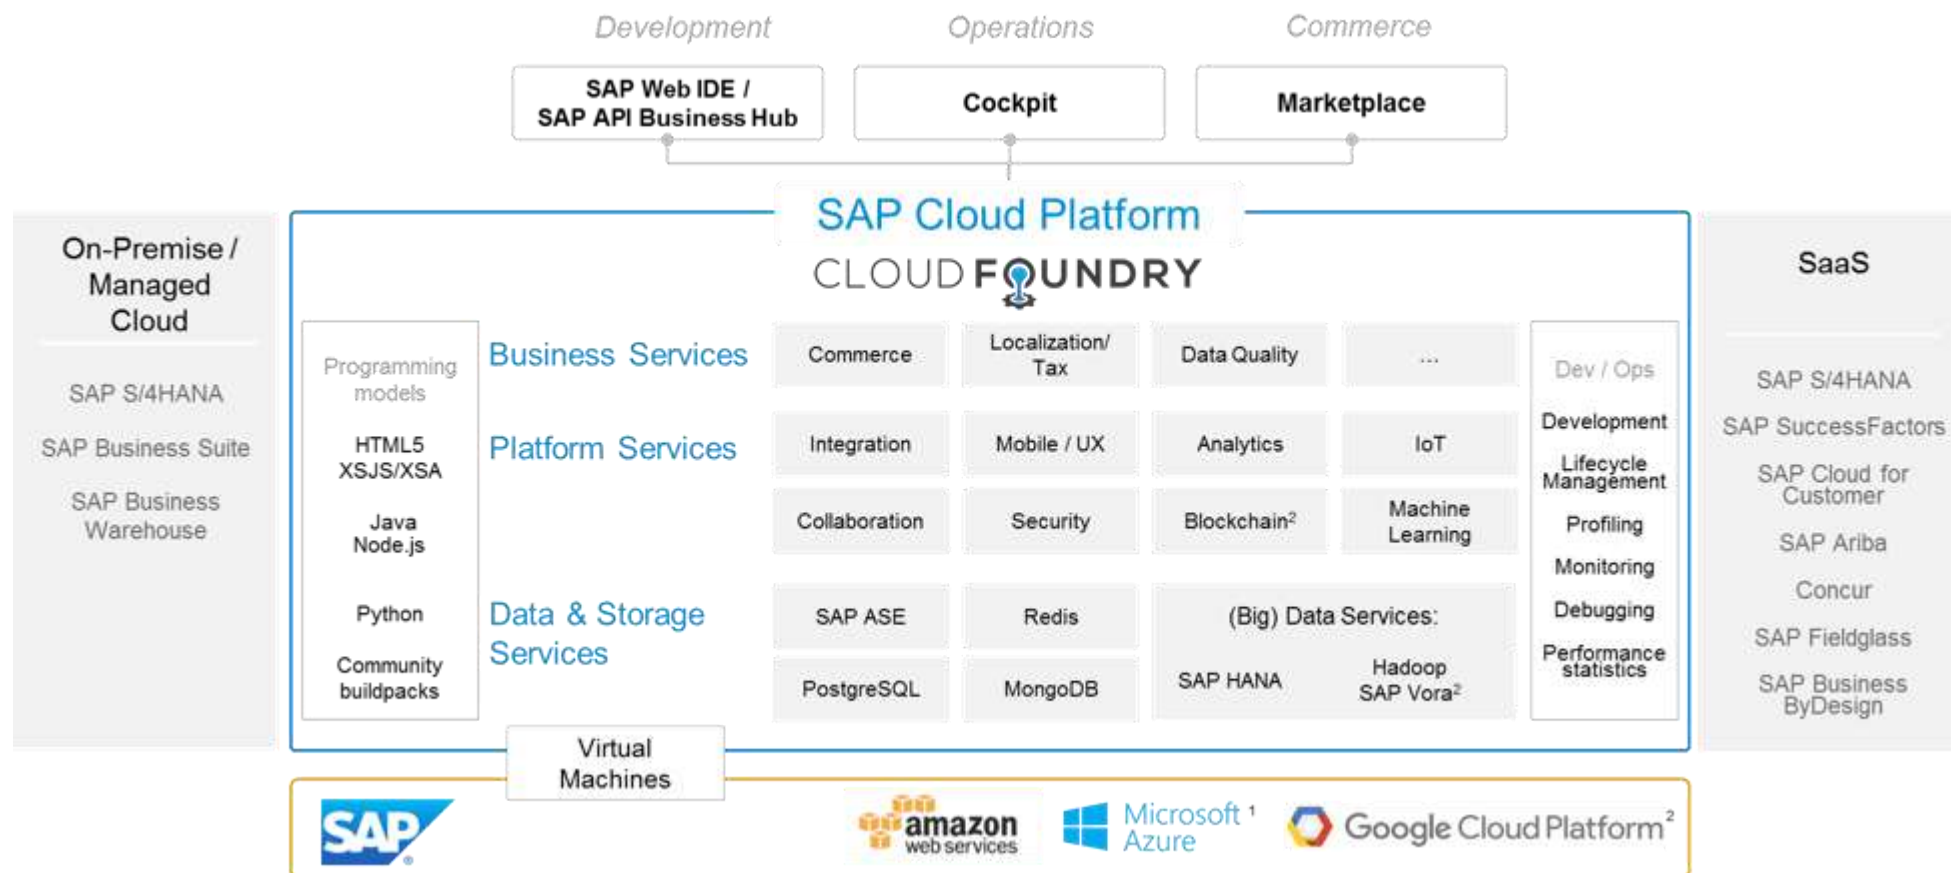 Development
Operations
Commerce
SAP Web IDE /
SAP API Business Hub
Cockpit
Marketplace
SAP Cloud Platform
CLOUD FOUNDRY
On-Premise /
Managed
Cloud
SAP S/4HANA
SAP Business Suite
SAP Business
Warehouse
Programming
models
HTML5
XSJS/XSA
Java
Node.js
Python
Community
buildpacks
Business Services
Commerce
Localization/
Tax
Data Quality
...
Platform Services
Integration
Mobile / UX
Analytics
IoT
Collaboration
Security
Blockchain²
Machine
Learning
Data & Storage
Services
SAP ASE
Redis
(Big) Data Services:
PostgreSQL
MongoDB
SAP HANA
Hadoop
SAP Vora²
Dev / Ops
Development
Lifecycle
Management
Profiling
Monitoring
Debugging
Performance
statistics
SaaS
SAP S/4HANA
SAP SuccessFactors
SAP Cloud for
Customer
SAP Ariba
Concur
SAP Fieldglass
SAP Business
ByDesign
Virtual
Machines
SAP®
amazon
web services
Microsoft ¹
Azure
Google Cloud Platform²